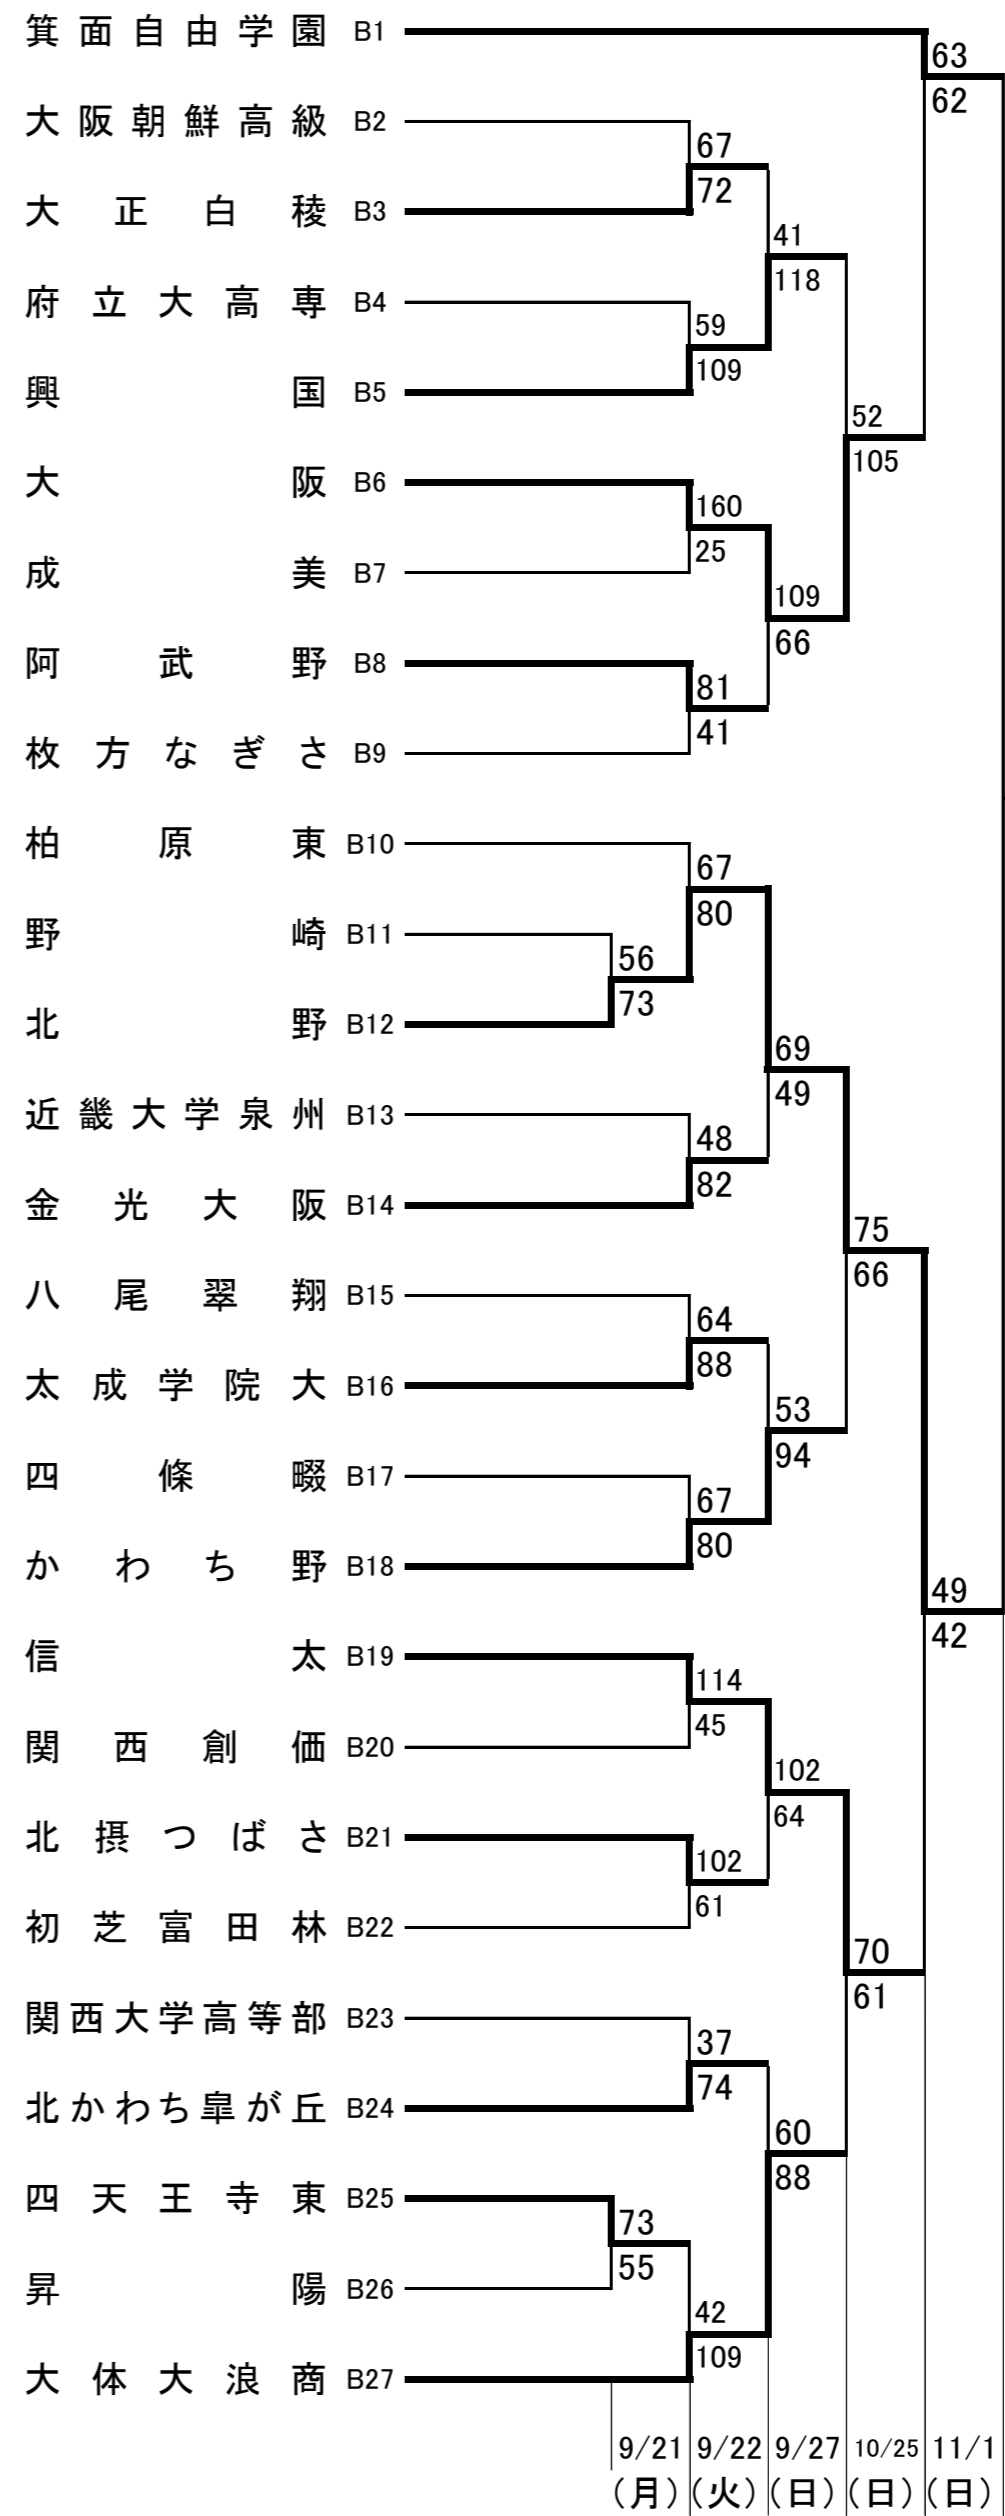 箕面自由学園 B1
63
62
大阪朝鮮高級 B2
67
72
大正白稜 B3
41
118
府立大高専 B4
59
109
興国 B5
52
105
大阪 B6
160
25
成美 B7
109
66
阿武野 B8
81
41
枚方なぎさ B9
柏原東 B10
67
80
野崎 B11
56
73
北野 B12
69
49
近畿大学泉州 B13
48
82
金光大阪 B14
75
66
八尾翠翔 B15
64
88
太成学院大 B16
53
94
四條畷 B17
67
80
かわち野 B18
49
42
信太 B19
114
45
関西創価 B20
102
64
北摂つばさ B21
102
61
初芝富田林 B22
70
61
関西大学高等部 B23
37
74
北かわち皐が丘 B24
60
88
四天王寺東 B25
73
55
昇陽 B26
42
109
大体大浪商 B27
9/21 9/22 9/27 10/25 11/1
(月) (火) (日) (日) (日)